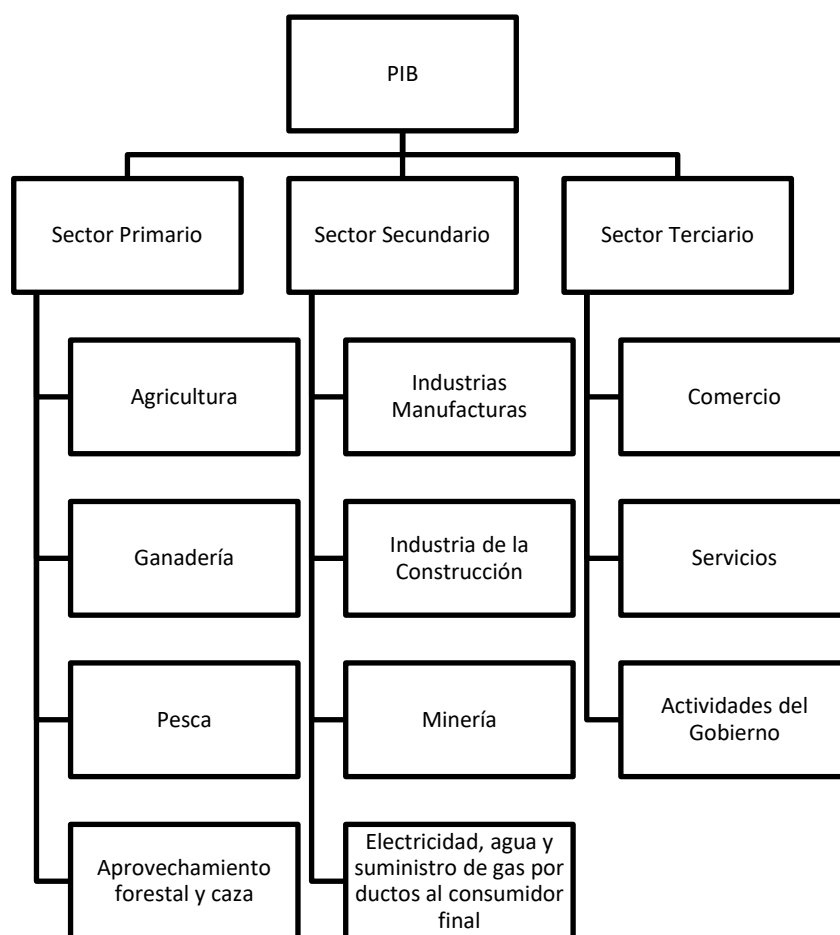 PIB
Sector Primario
Sector Secundario
Sector Terciario
Agricultura
Industrias
Manufacturas
Comercio
Ganadería
Industria de la
Construcción
Servicios
Pesca
Minería
Actividades del
Gobierno
Aprovechamiento
forestal y caza
Electricidad, agua y
suministro de gas por
ductos al consumidor
final